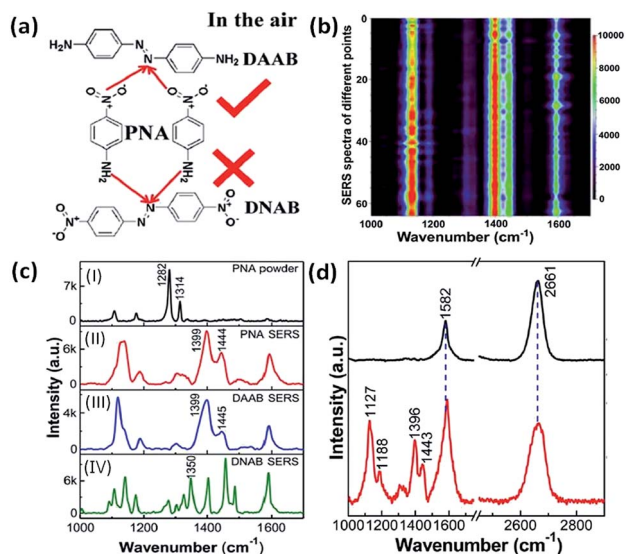 (a)
In the air
H₂N
N
N
NH₂ DAAB
O N⁺ O⁻
O N⁺ O⁻
PNA
NH₂
NH₂
O N⁺ O⁻
N
N
N⁺ O O⁻
DNAB
(b)
SERS spectra of different points
0
20
40
60
1000 1200 1400 1600
Wavenumber (cm⁻¹)
10000
8000
6000
4000
2000
0
(c)
Intensity (a.u.)
(I)
10k
0
1282
1314
PNA powder
(II)
6k
0
1399
1444
PNA SERS
(III)
4k
0
1399
1445
DAAB SERS
(IV)
6k
0
1350
DNAB SERS
1000 1200 1400 1600 1800
Wavenumber (cm⁻¹)
(d)
Intensity (a.u.)
1582
2661
1127
1188
1396
1443
1000 1200 1400 1600 2600 2800
Wavenumber (cm⁻¹)